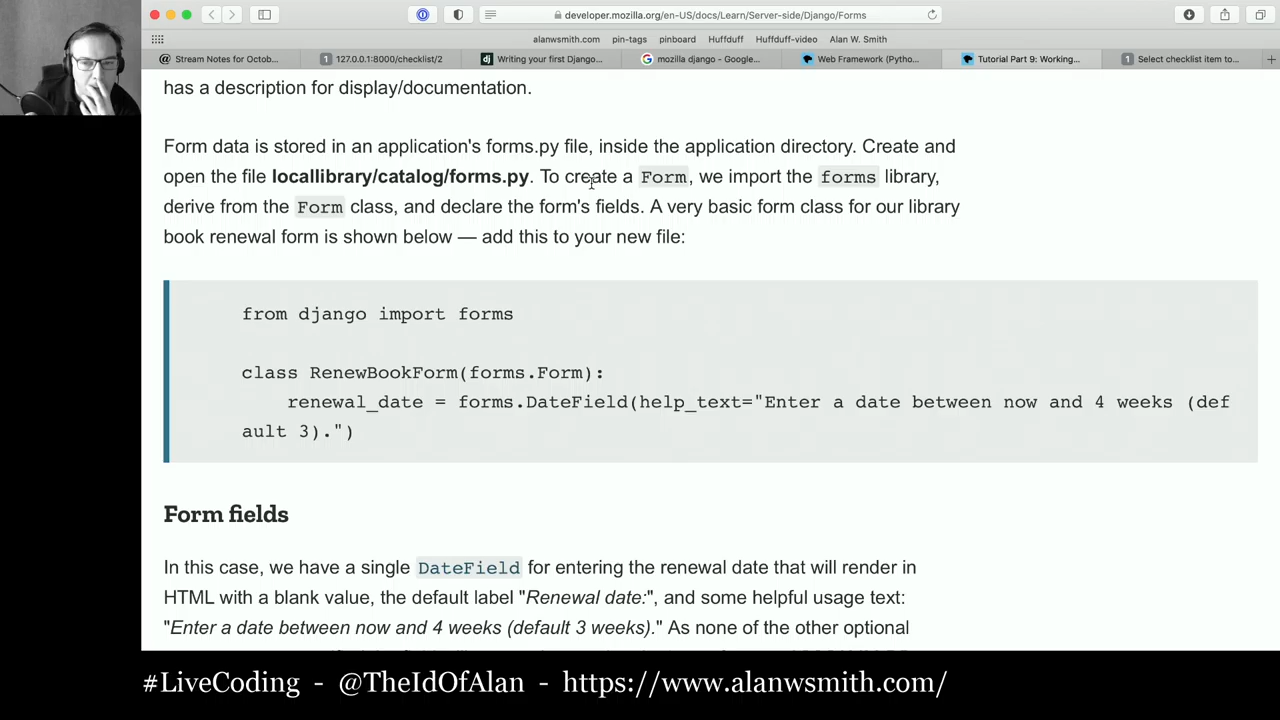 developer.mozilla.org/en-US/docs/Learn/Server-side/Django/Forms
alanwsmith.com pin-tags pinboard Huffduff Huffduff-video Alan W. Smith
@ Stream Notes for Octob... 1 127.0.0.1:8000/checklist/2 dj Writing your first Django... G mozilla django - Google... Web Framework (Pytho... Tutorial Part 9: Working... 1 Select checklist item to...
has a description for display/documentation.
Form data is stored in an application's forms.py file, inside the application directory. Create and
open the file locallibrary/catalog/forms.py. To create a Form, we import the forms library,
derive from the Form class, and declare the form's fields. A very basic form class for our library
book renewal form is shown below — add this to your new file:
from django import forms
class RenewBookForm(forms.Form):
renewal_date = forms.DateField(help_text="Enter a date between now and 4 weeks (def
ault 3).")
Form fields
In this case, we have a single DateField for entering the renewal date that will render in
HTML with a blank value, the default label "Renewal date:", and some helpful usage text:
"Enter a date between now and 4 weeks (default 3 weeks)." As none of the other optional
#LiveCoding - @TheIdOfAlan - https://www.alanwsmith.com/